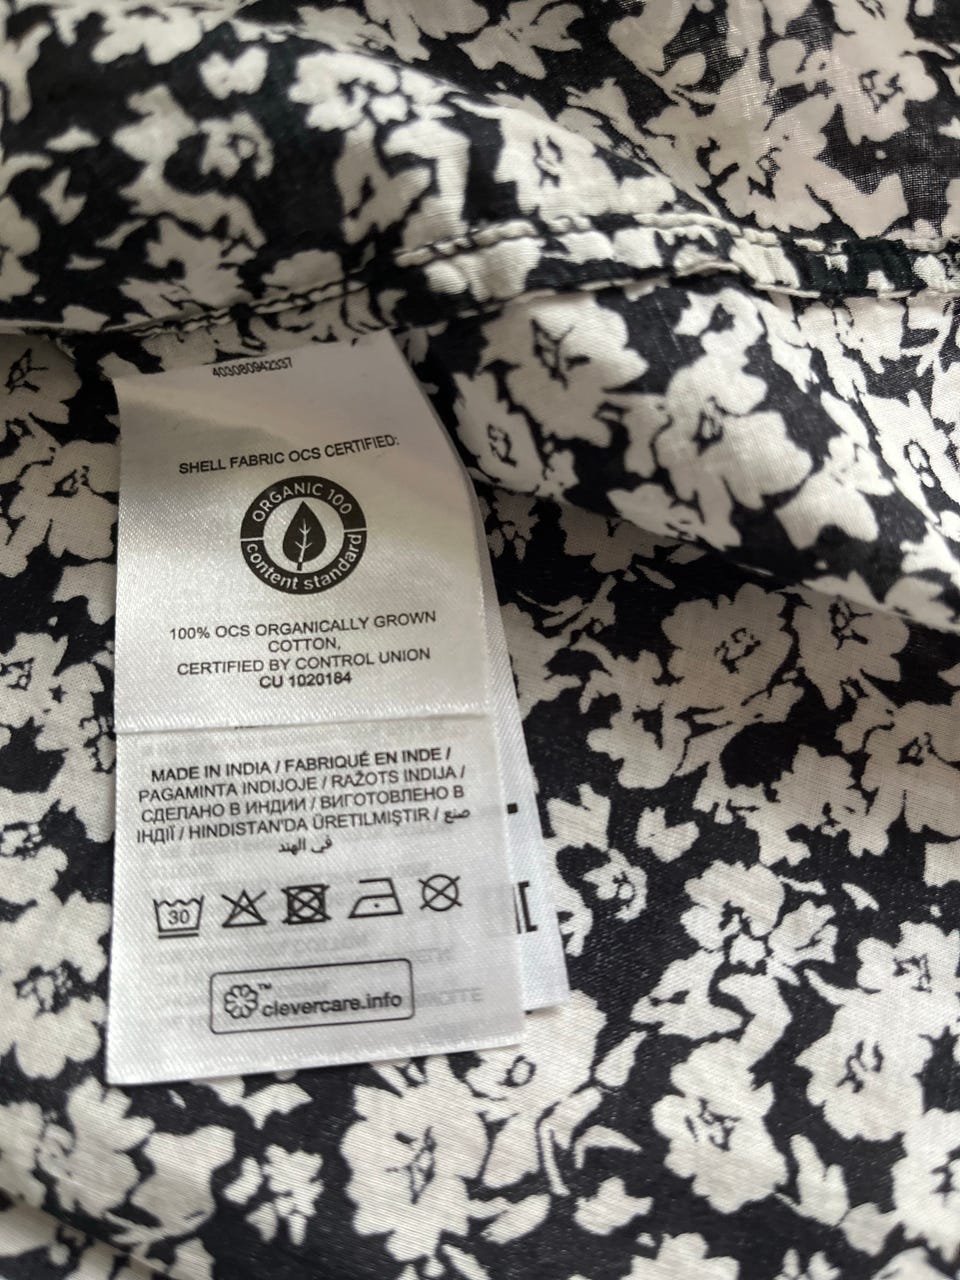 403080942337
SHELL FABRIC OCS CERTIFIED:
ORGANIC 100
content standard
100% OCS ORGANICALLY GROWN
COTTON,
CERTIFIED BY CONTROL UNION
CU 1020184
MADE IN INDIA / FABRIQUÉ EN INDE /
PAGAMINTA INDIJOJE / RAŽOTS INDIJA /
СДЕЛАНО В ИНДИИ / ВИГОТОВЛЕНО В
ІНДІЇ / HINDISTAN'DA ÜRETILMIŞTIR / صنع
في الهند
30
clevercare.info